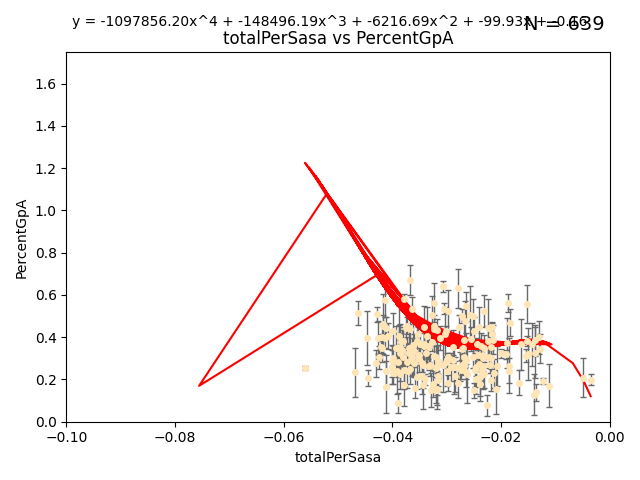 y = -1097856.20x^4 + -148496.19x^3 + -6216.69x^2 + -99.93x +
N = 639
totalPerSasa vs PercentGpA
PercentGpA
1.6
1.4
1.2
1.0
0.8
0.6
0.4
0.2
0.0
-0.10 −0.08 −0.06 −0.04 −0.02 0.00
totalPerSasa